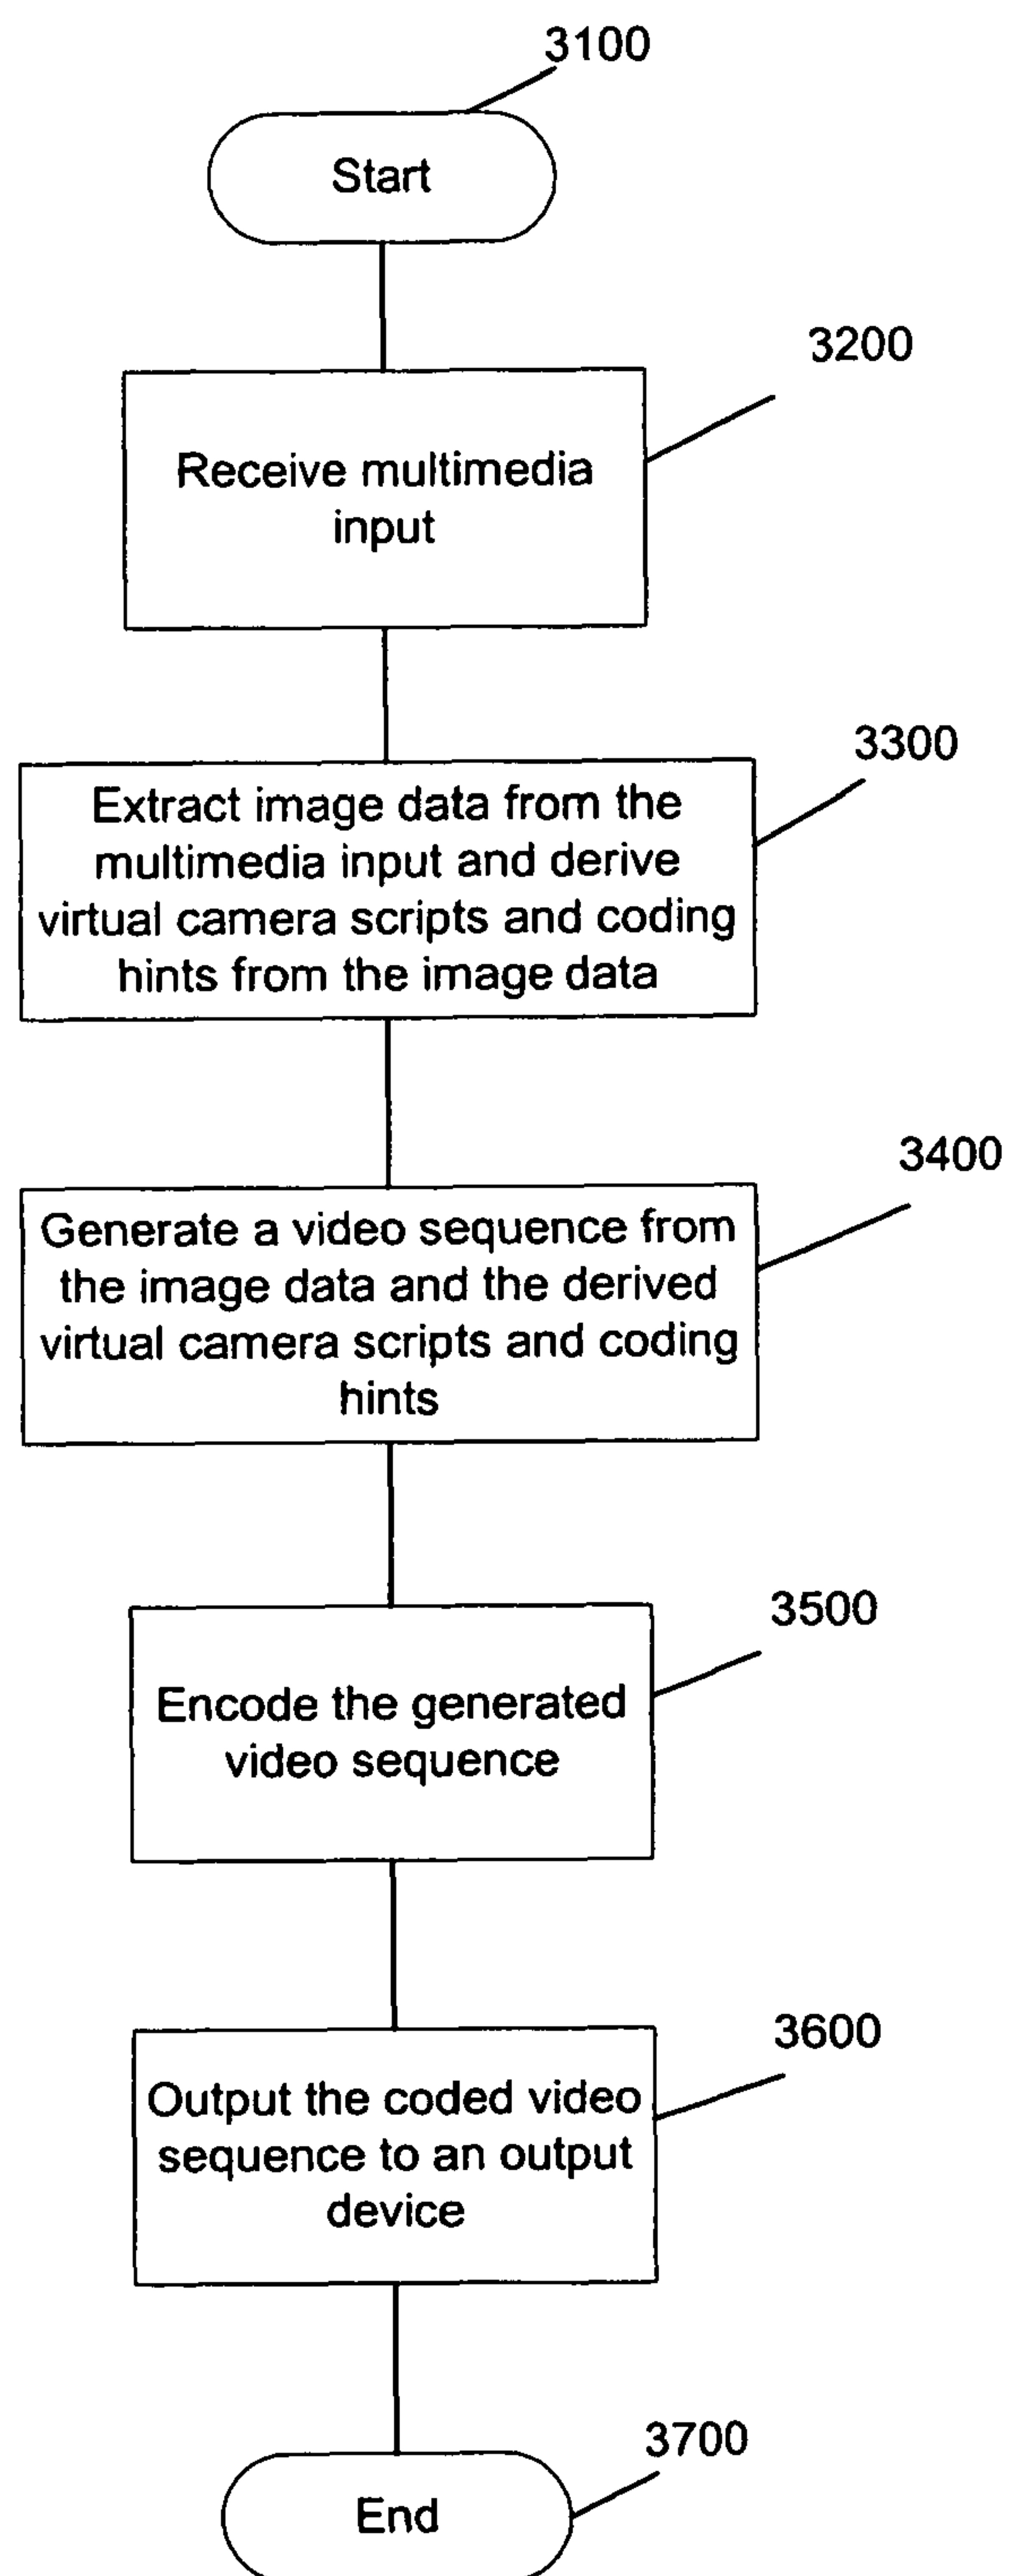 3100
Start
3200
Receive multimedia
input
3300
Extract image data from the
multimedia input and derive
virtual camera scripts and coding
hints from the image data
3400
Generate a video sequence from
the image data and the derived
virtual camera scripts and coding
hints
3500
Encode the generated
video sequence
3600
Output the coded video
sequence to an output
device
3700
End